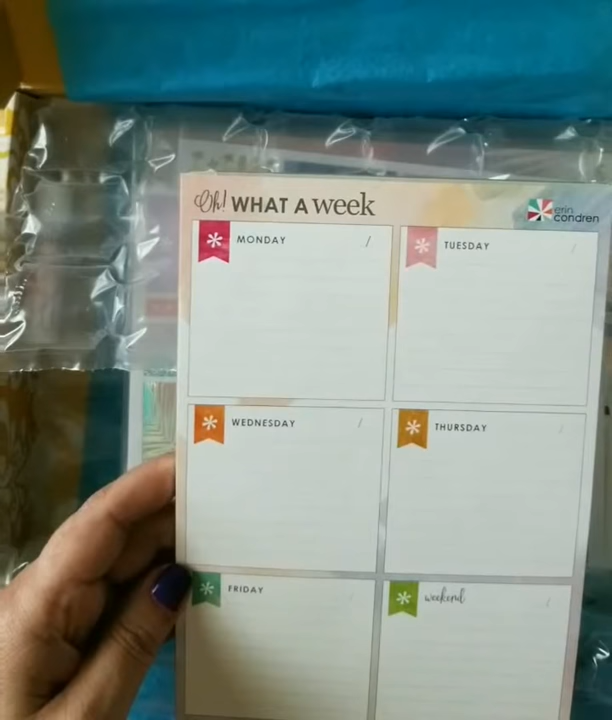 Oh! WHAT A week
erin
condren
MONDAY /
TUESDAY /
WEDNESDAY /
THURSDAY /
FRIDAY
weekend /